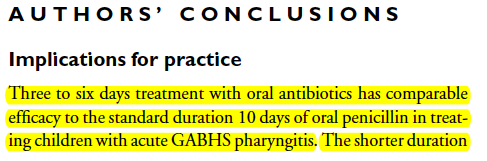 AUTHORS' CONCLUSIONS
Implications for practice
Three to six days treatment with oral antibiotics has comparable
efficacy to the standard duration 10 days of oral penicillin in treat-
ing children with acute GABHS pharyngitis. The shorter duration